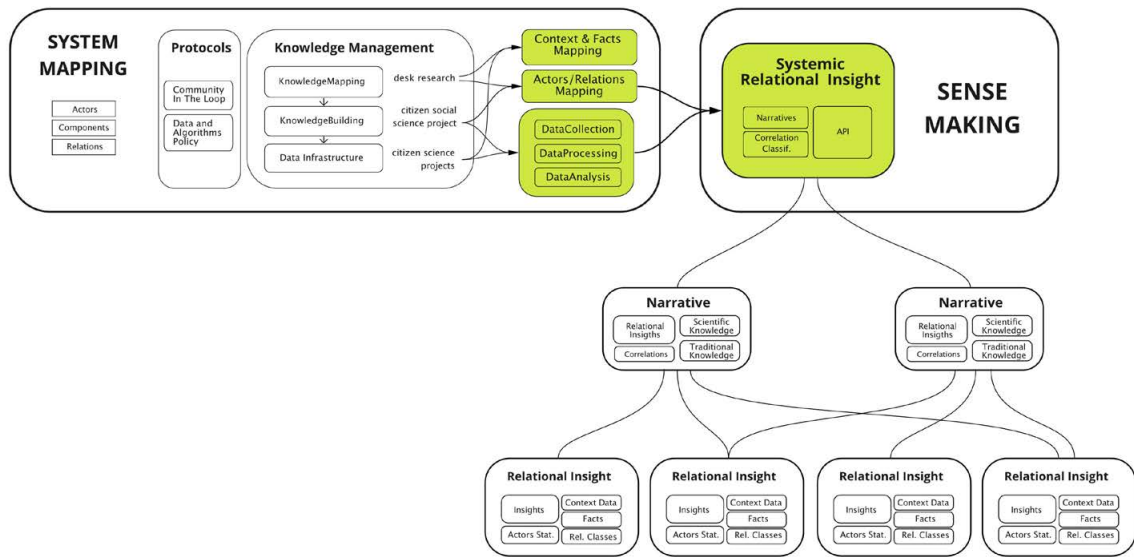 SYSTEM
MAPPING
Actors
Components
Relations
Protocols
Community
In The Loop
Data and
Algorithms
Policy
Knowledge Management
KnowledgeMapping
KnowledgeBuilding
Data Infrastructure
desk research
citizen social
science project
citizen science
projects
Context & Facts
Mapping
Actors/Relations
Mapping
DataCollection
DataProcessing
DataAnalysis
Systemic
Relational Insight
Narratives
Correlation
Classif.
API
SENSE
MAKING
Narrative
Relational
Insigths
Correlations
Scientific
Knowledge
Traditional
Knowledge
Narrative
Relational
Insigths
Correlations
Scientific
Knowledge
Traditional
Knowledge
Relational Insight
Insights
Actors Stat.
Context Data
Facts
Rel. Classes
Relational Insight
Insights
Actors Stat.
Context Data
Facts
Rel. Classes
Relational Insight
Insights
Actors Stat.
Context Data
Facts
Rel. Classes
Relational Insight
Insights
Actors Stat.
Context Data
Facts
Rel. Classes